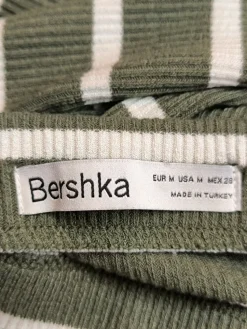 Bershka
EUR M USA M MEX 28
MADE IN TURKEY